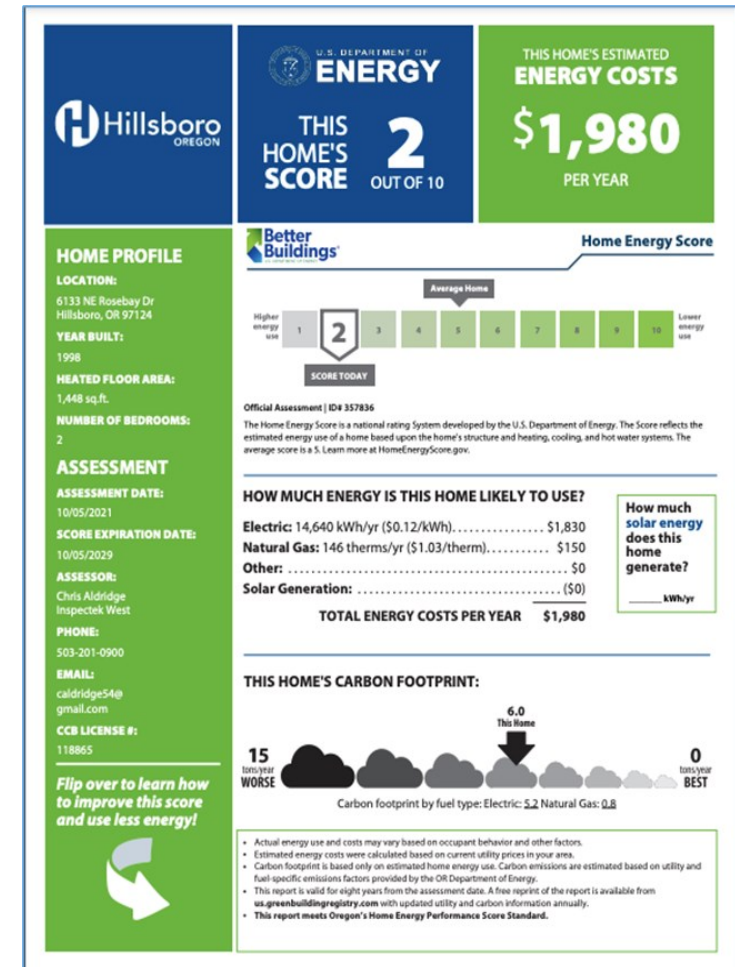 Hillsboro
OREGON
U.S. DEPARTMENT OF
ENERGY
THIS
HOME'S
SCORE
2
OUT OF 10
THIS HOME'S ESTIMATED
ENERGY COSTS
$1,980
PER YEAR
HOME PROFILE
LOCATION:
6133 NE Rosebay Dr
Hillsboro, OR 97124
YEAR BUILT:
1998
HEATED FLOOR AREA:
1,448 sq.ft.
NUMBER OF BEDROOMS:
2
ASSESSMENT
ASSESSMENT DATE:
10/05/2021
SCORE EXPIRATION DATE:
10/05/2029
ASSESSOR:
Chris Aldridge
Inspectek West
PHONE:
503-201-0900
EMAIL:
caldridge54@
gmail.com
CCB LICENSE #:
118865
Flip over to learn how
to improve this score
and use less energy!
Better
Buildings
Home Energy Score
Average Home
Higher
energy
use
1 2 3 4 5 6 7 8 9 10
Lower
energy
use
SCORE TODAY
Official Assessment | ID# 357836
The Home Energy Score is a national rating System developed by the U.S. Department of Energy. The Score reflects the
estimated energy use of a home based upon the home's structure and heating, cooling, and hot water systems. The
average score is a 5. Learn more at HomeEnergyScore.gov.
HOW MUCH ENERGY IS THIS HOME LIKELY TO USE?
Electric: 14,640 kWh/yr ($0.12/kWh).................. $1,830
Natural Gas: 146 therms/yr ($1.03/therm).......... $150
Other: ................................................ $0
Solar Generation: .................................... ($0)
TOTAL ENERGY COSTS PER YEAR $1,980
How much
solar energy
does this
home
generate?
______ kWh/yr
THIS HOME'S CARBON FOOTPRINT:
6.0
This Home
15
tons/year
WORSE
0
tons/year
BEST
Carbon footprint by fuel type: Electric: 5.2 Natural Gas: 0.8
• Actual energy use and costs may vary based on occupant behavior and other factors.
• Estimated energy costs were calculated based on current utility prices in your area.
• Carbon footprint is based only on estimated home energy use. Carbon emissions are estimated based on utility and
fuel-specific emissions factors provided by the OR Department of Energy.
• This report is valid for eight years from the assessment date. A free reprint of the report is available from
us.greenbuildingregistry.com with updated utility and carbon information annually.
• This report meets Oregon's Home Energy Performance Score Standard.